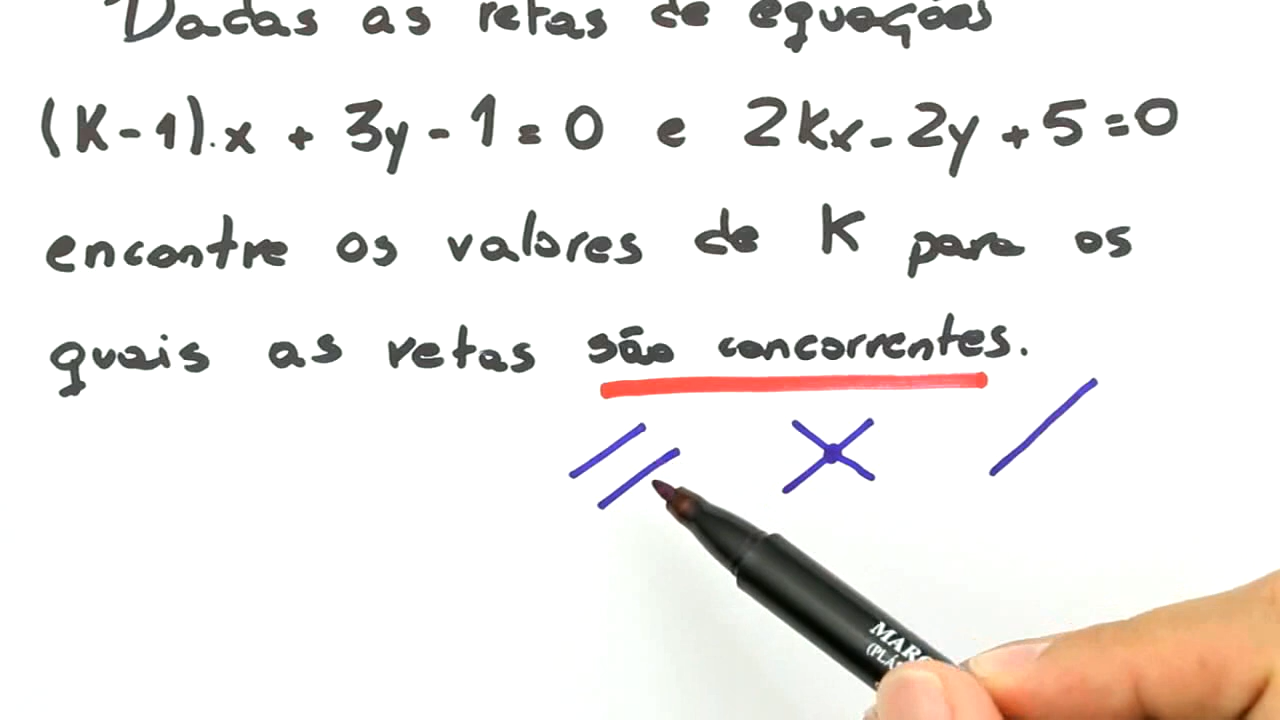 Dadas as retas de equações
(K-1).x + 3y - 1 = 0 e 2kx - 2y + 5 = 0
encontre os valores de K para os
quais as retas são concorrentes.